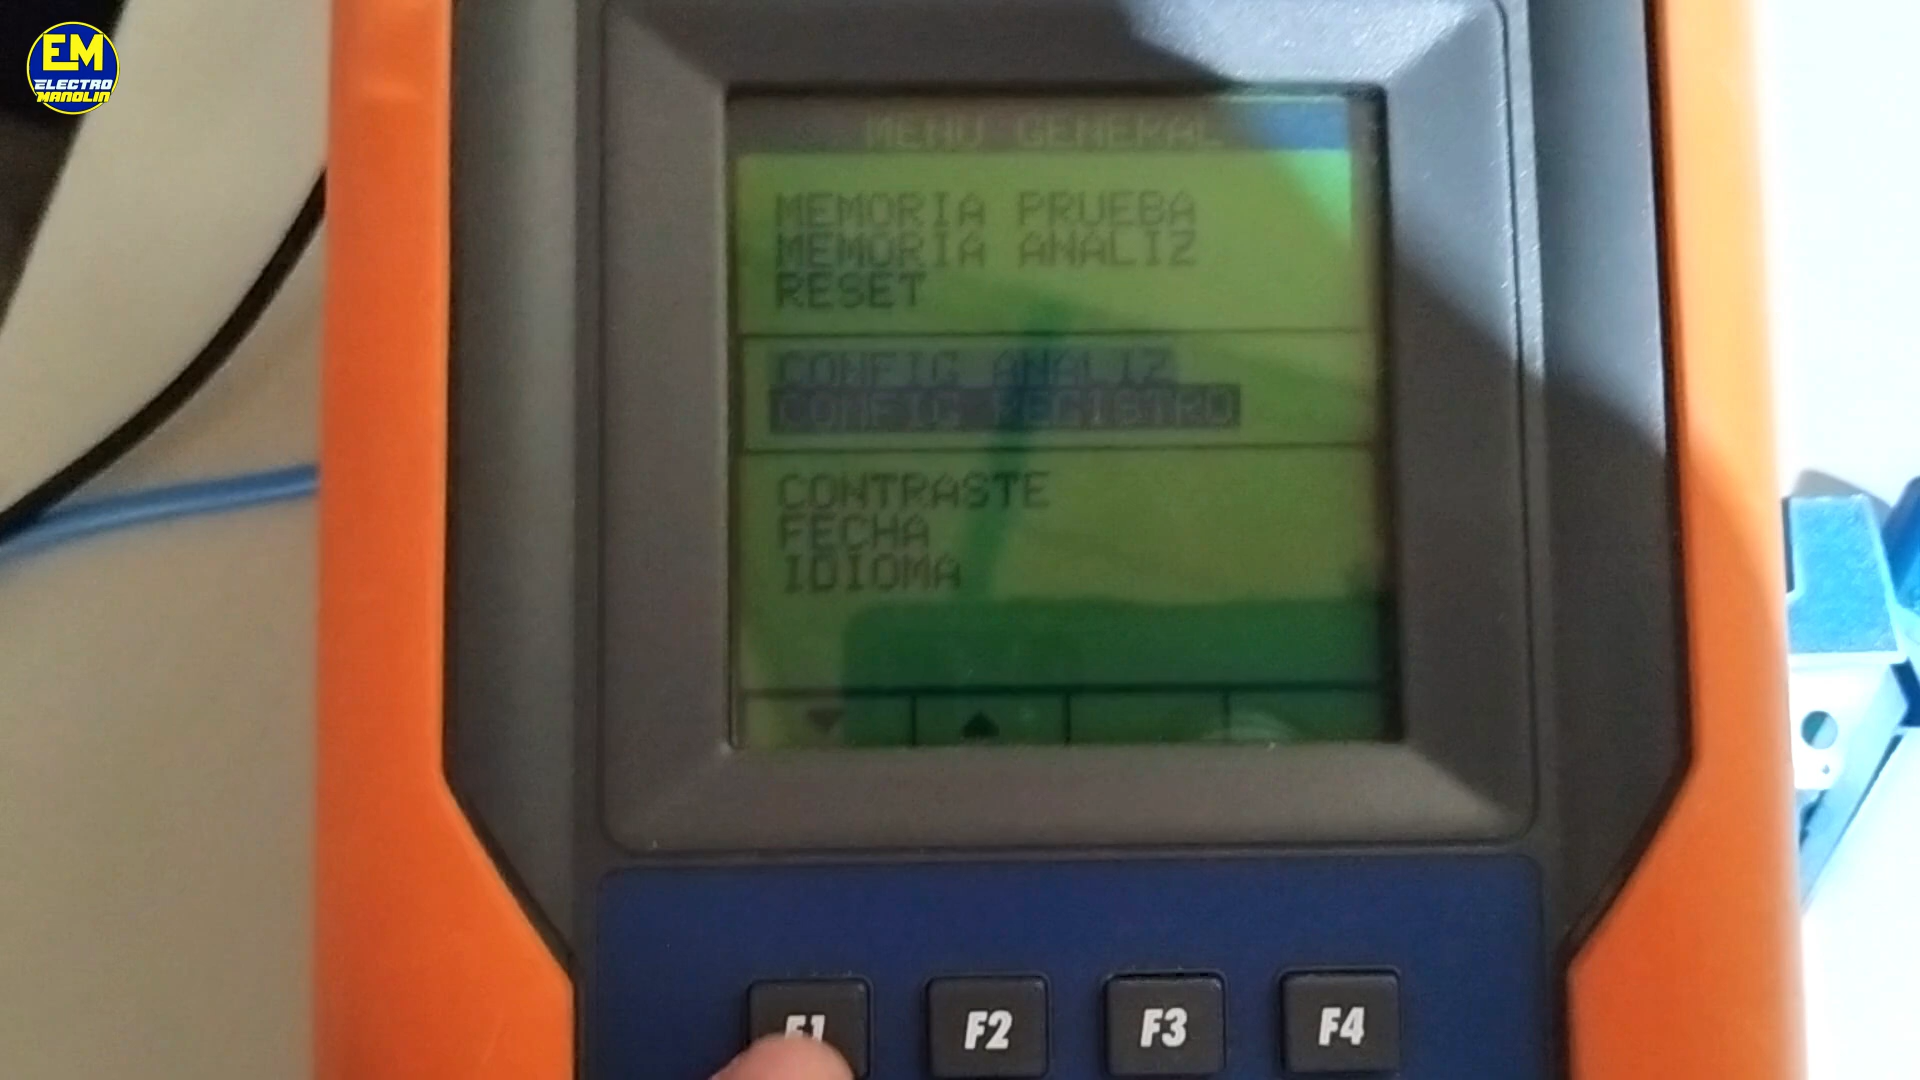 EM
ELECTRO
MANOLIN
MENU GENERAL
MEMORIA PRUEBA
MEMORIA ANALIZ
RESET
CONFIG ANALIZ
CONFIG REGISTRO
CONTRASTE
FECHA
IDIOMA
F1 F2 F3 F4